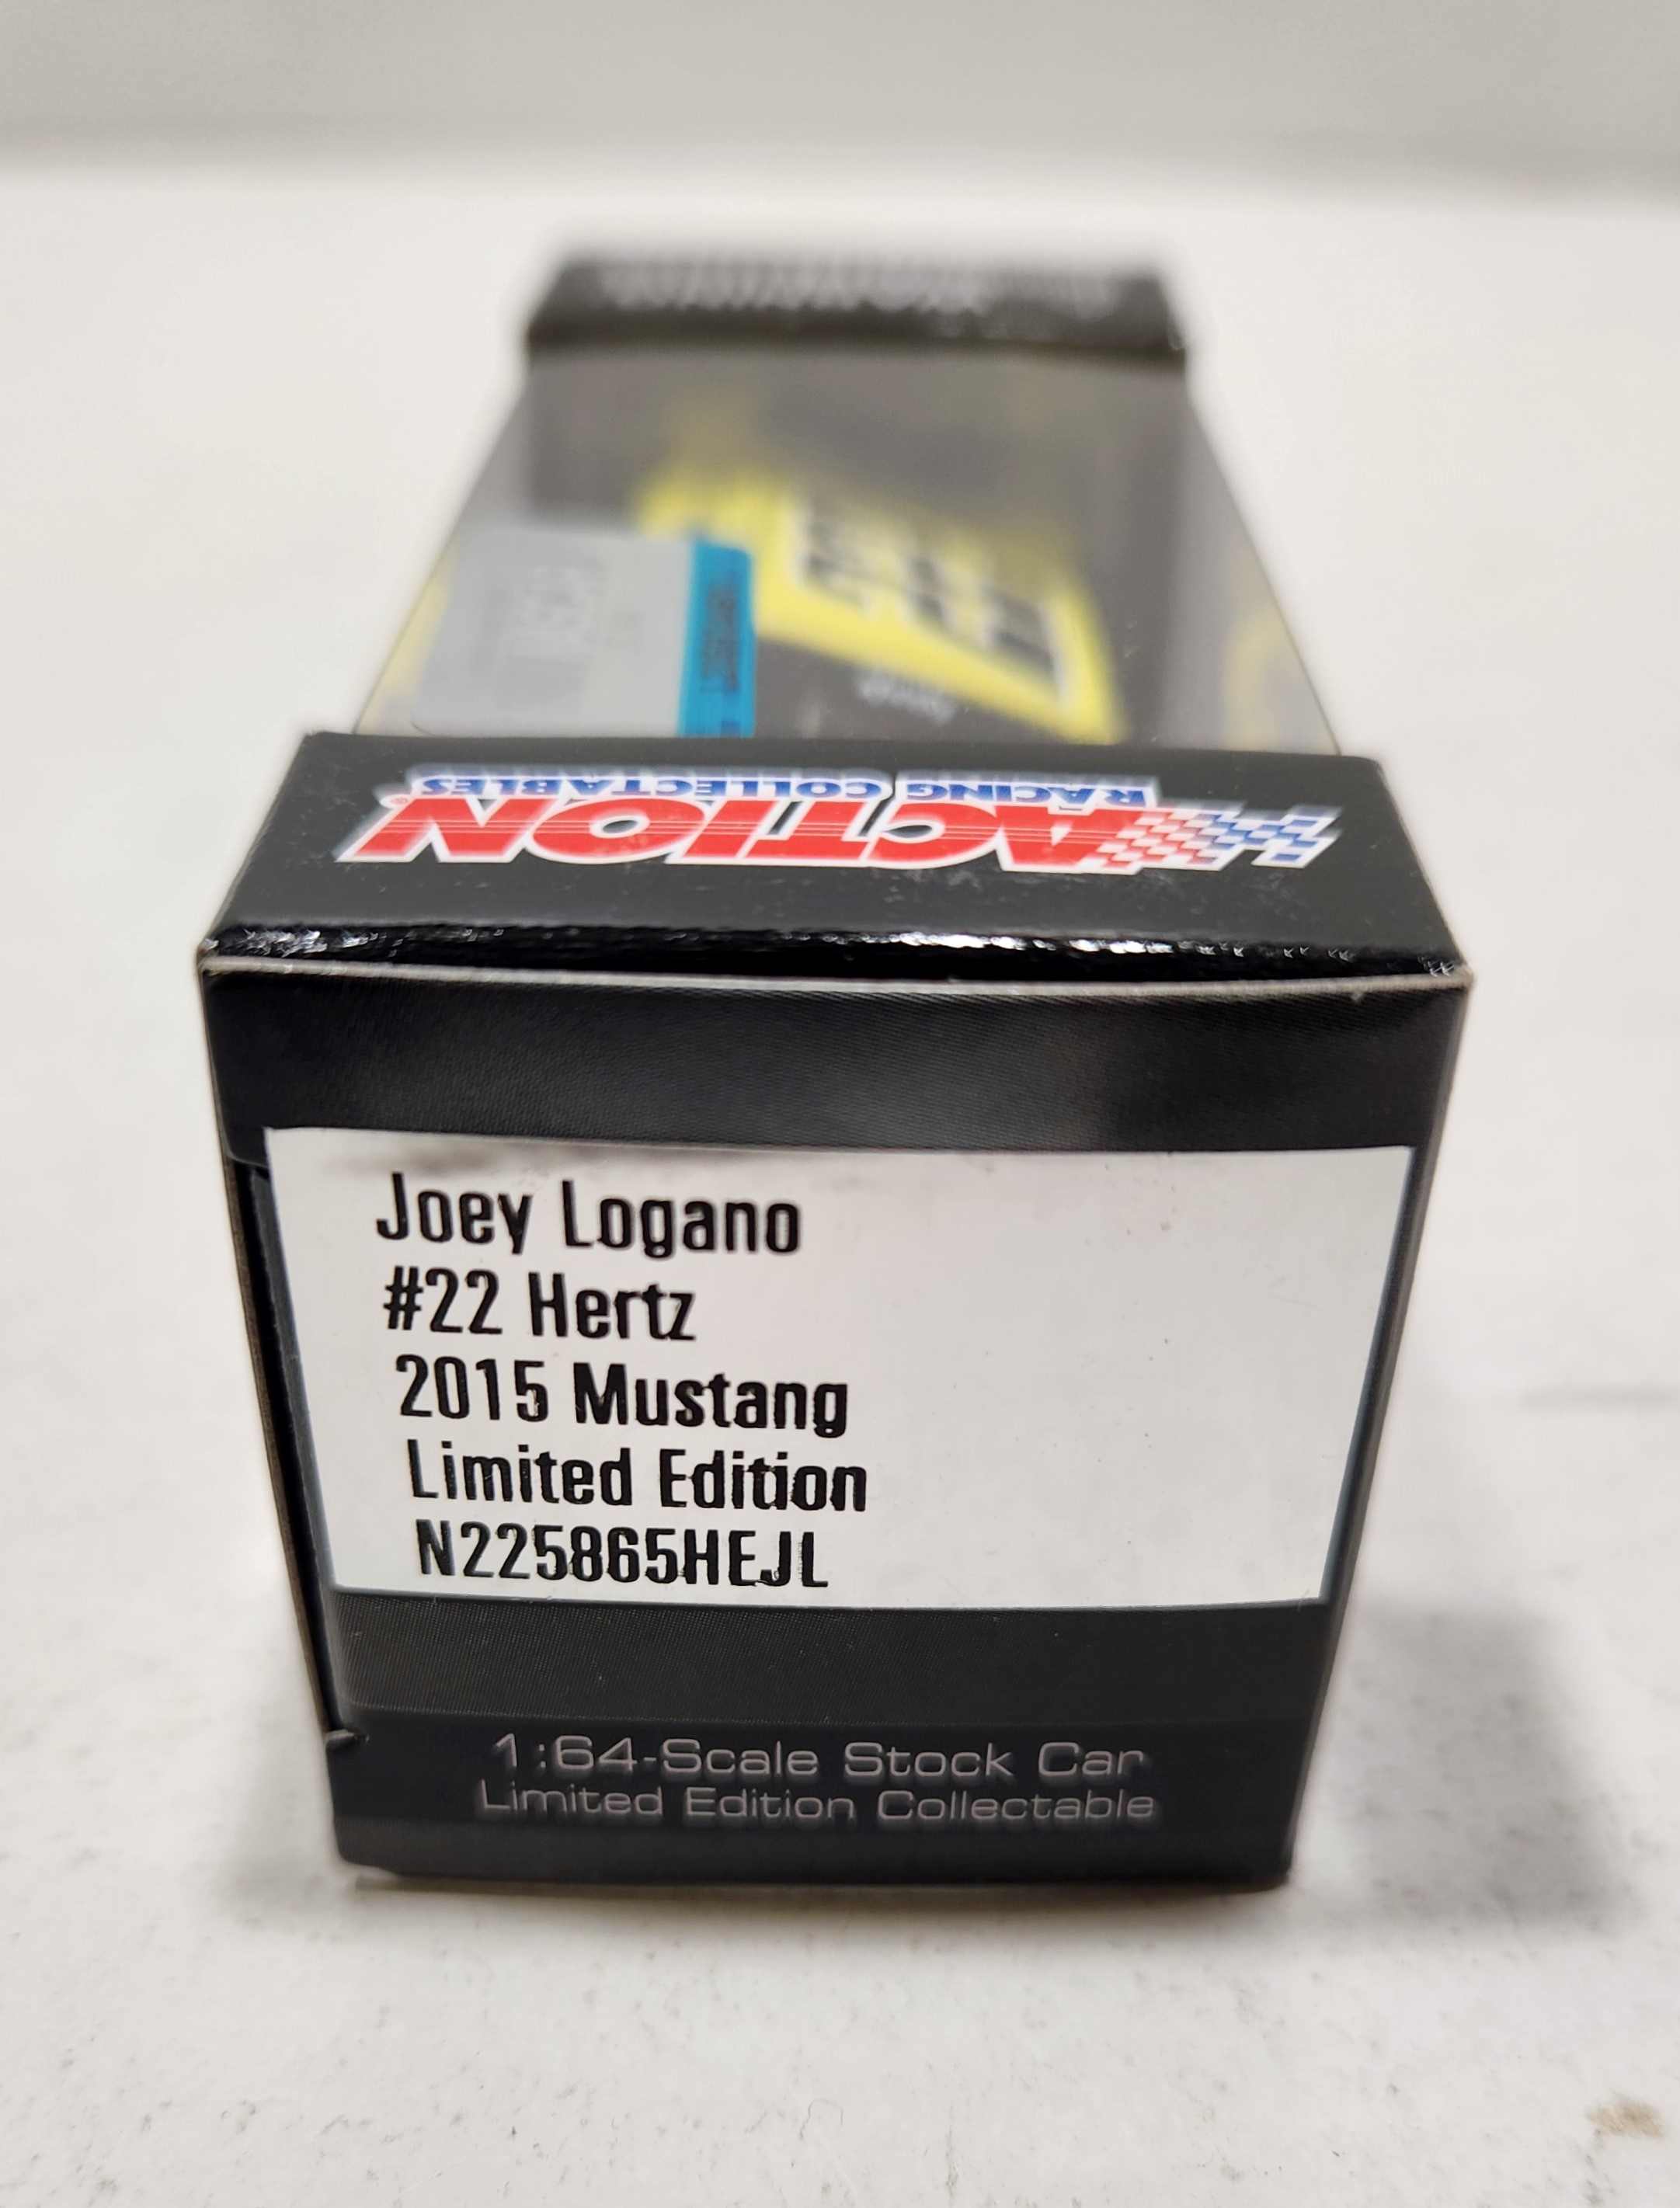 RACING COLLECTABLES
ACTION
Joey Logano
#22 Hertz
2015 Mustang
Limited Edition
N225865HEJL
1:64-Scale Stock Car
Limited Edition Collectable